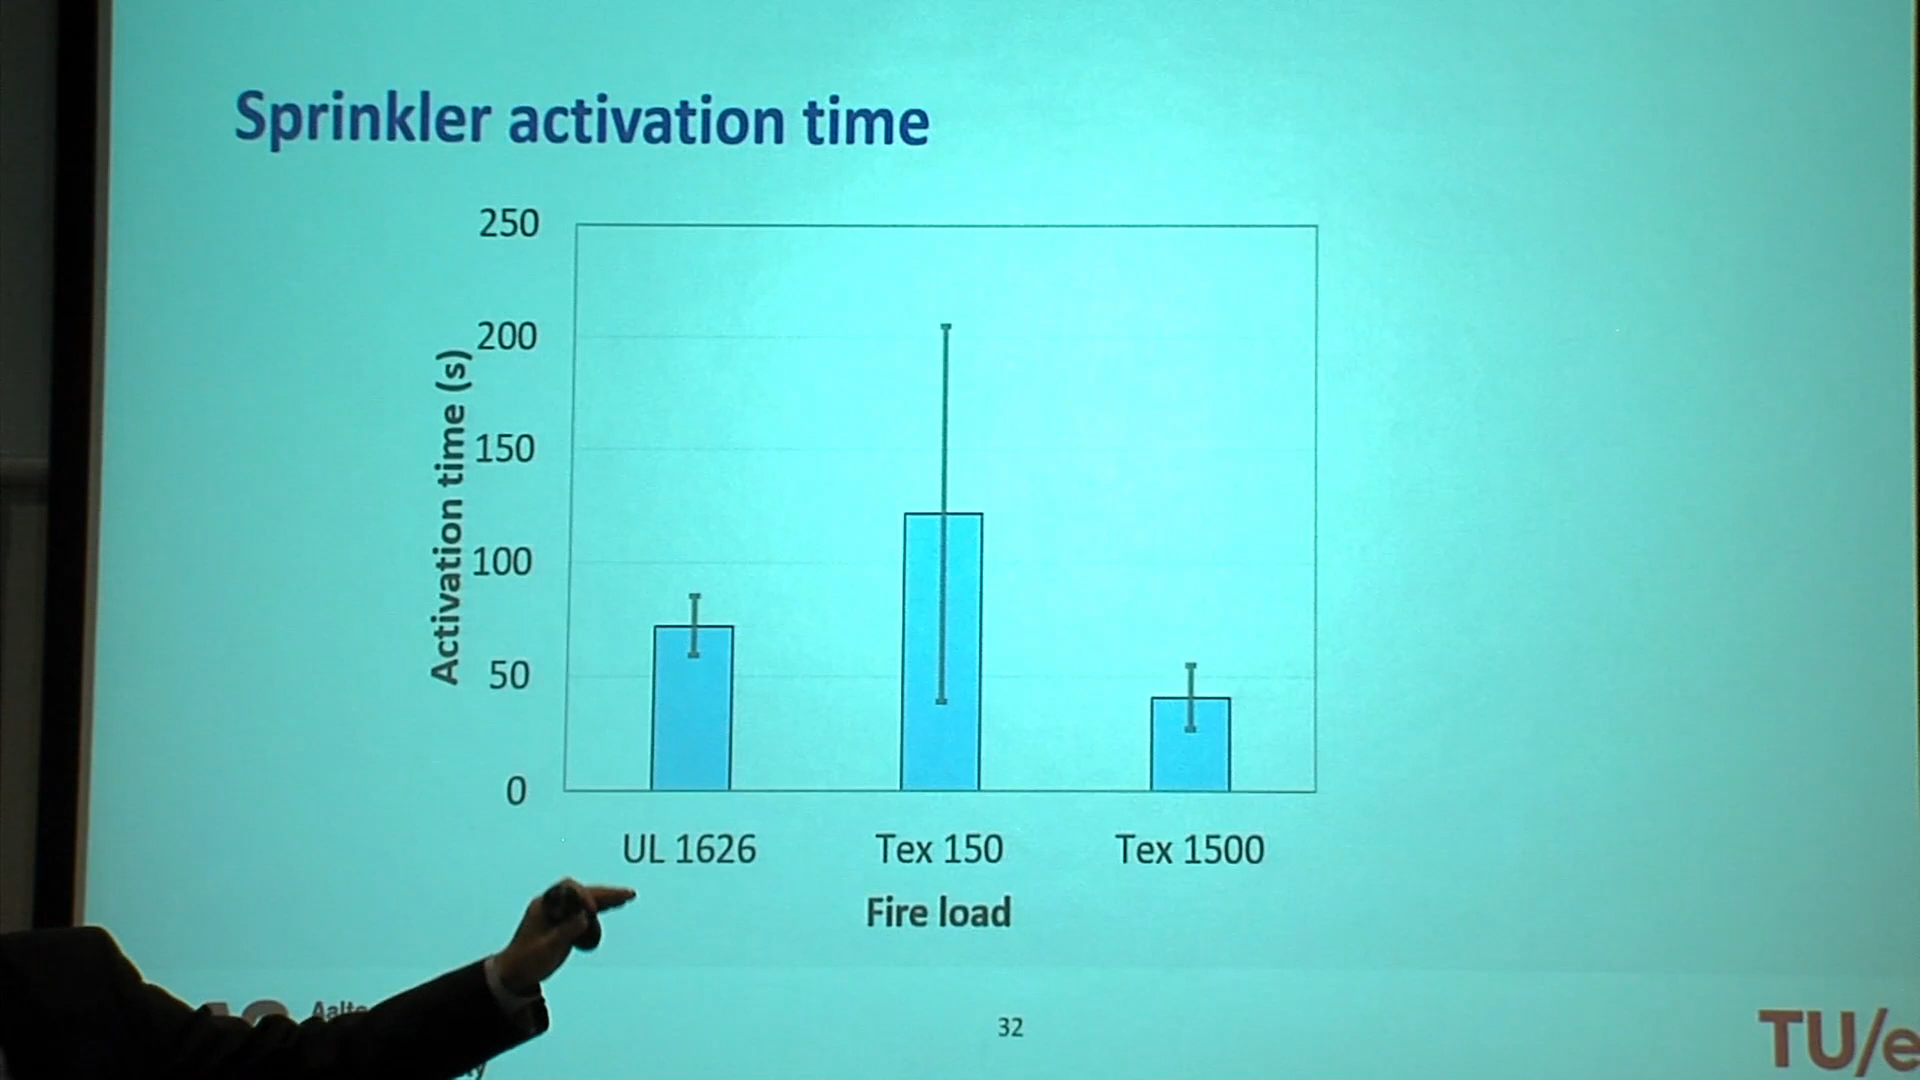 Sprinkler activation time
250
200
150
100
50
0
Activation time (s)
UL 1626
Tex 150
Tex 1500
Fire load
32
TU/e